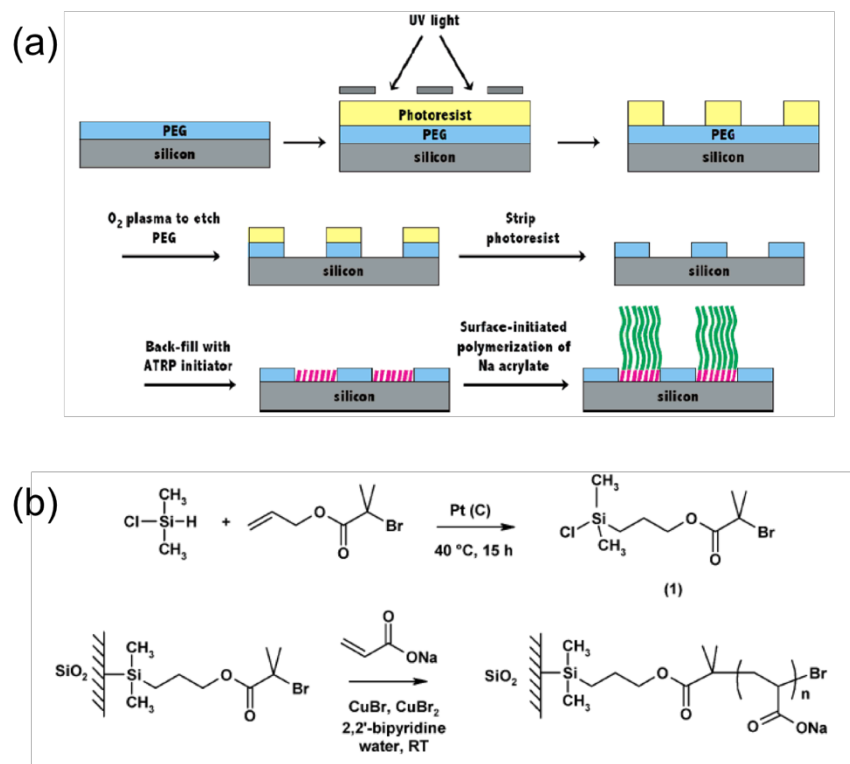 (a)
UV light
Photoresist
PEG
PEG
PEG
silicon
silicon
silicon
O₂ plasma to etch
PEG
Strip
photoresist
silicon
silicon
Back-fill with
ATRP initiator
Surface-initiated
polymerization of
Na acrylate
silicon
silicon
(b)
CH₃
Cl Si H + O Br
CH₃ O
Pt (C)
40 °C, 15 h
CH₃
Si O Br
Cl CH₃ O
(1)
CH₃
SiO₂ Si O Br
CH₃ O
O
ONa
CuBr, CuBr₂
2,2'-bipyridine
water, RT
CH₃
SiO₂ Si O Br
CH₃ O n
O ONa